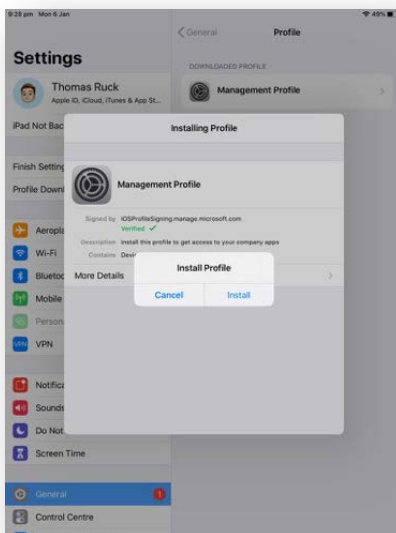 9:28 pm Mon 6 Jan
49%
Settings
Thomas Ruck
Apple ID, iCloud, iTunes & App St...
iPad Not Bac
Finish Setting
Profile Downl
Aeropla
Wi-Fi
Bluetoo
Mobile
Person
VPN
Notifica
Sounds
Do Not
Screen Time
General
1
Control Centre
General
Profile
DOWNLOADED PROFILE
Management Profile
Installing Profile
Management Profile
Signed by IOSProfileSigning.manage.microsoft.com
Verified
Description Install this profile to get access to your company apps
Contains Devi
More Details
Install Profile
Cancel
Install